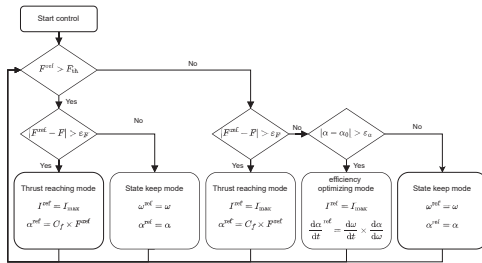 Start control
F^{ref} > F_{th}
No
Yes
|F^{ref} − F| > ε_F
No
|F^{ref} − F| > ε_F
No
|α − α_0| > ε_α
No
Yes
Yes
Yes
Thrust reaching mode
I^{ref} = I_{max}
α^{ref} = C_f × F^{ref}
State keep mode
ω^{ref} = ω
α^{ref} = α
Thrust reaching mode
I^{ref} = I_{max}
α^{ref} = C_f × F^{ref}
efficiency
optimizing mode
I^{ref} = I_{max}
dα/dt^{ref} = dω/dt × dα/dω
State keep mode
ω^{ref} = ω
α^{ref} = α